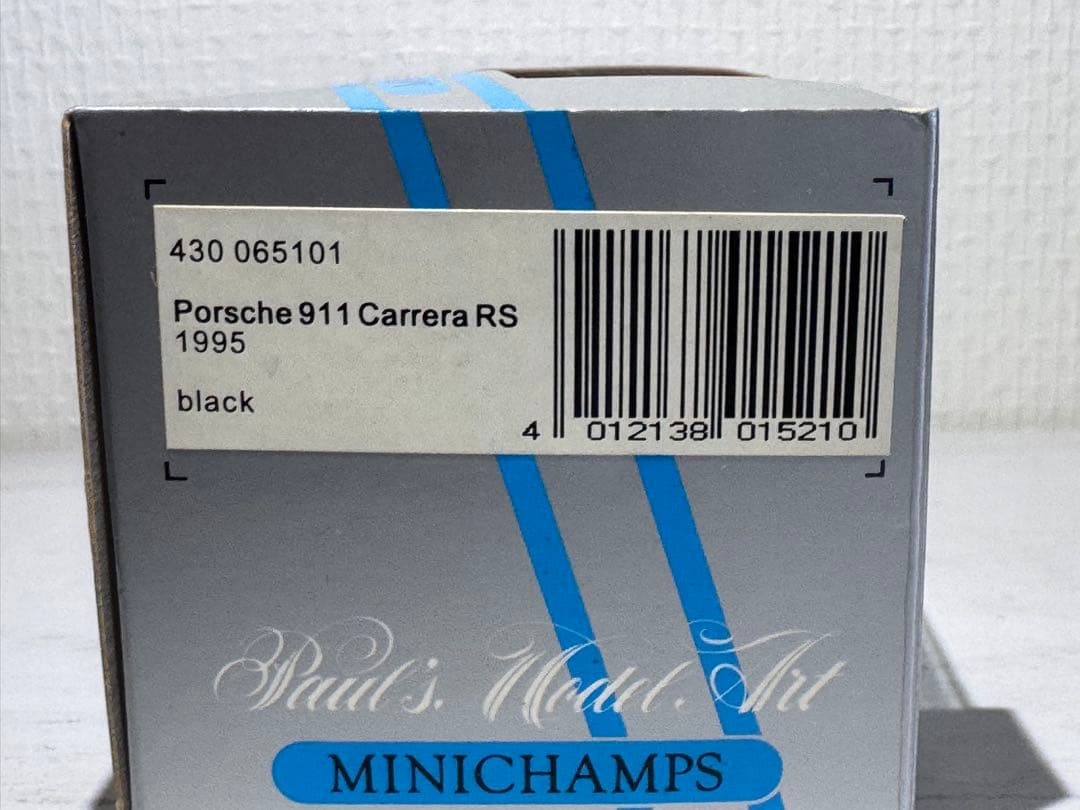 430 065101
Porsche 911 Carrera RS
1995
black
4 012138 015210
Paul's Model Art
MINICHAMPS